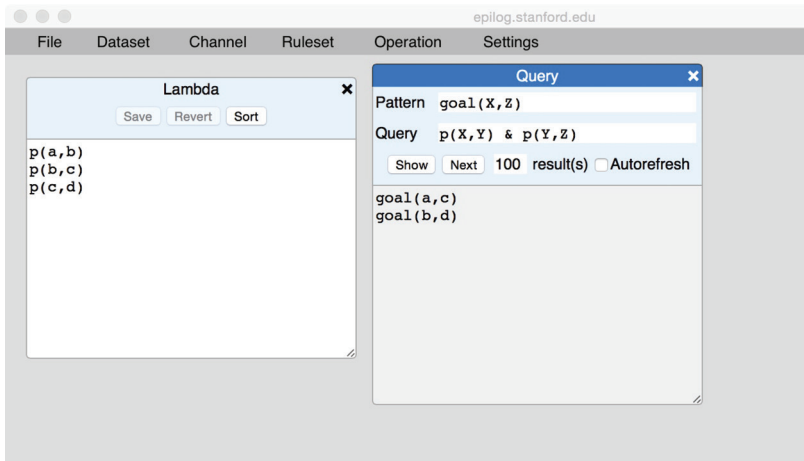 epilog.stanford.edu
File Dataset Channel Ruleset Operation Settings
Lambda ×
Save Revert Sort
p(a,b)
p(b,c)
p(c,d)
Query ×
Pattern goal(X,Z)
Query p(X,Y) & p(Y,Z)
Show Next 100 result(s) Autorefresh
goal(a,c)
goal(b,d)